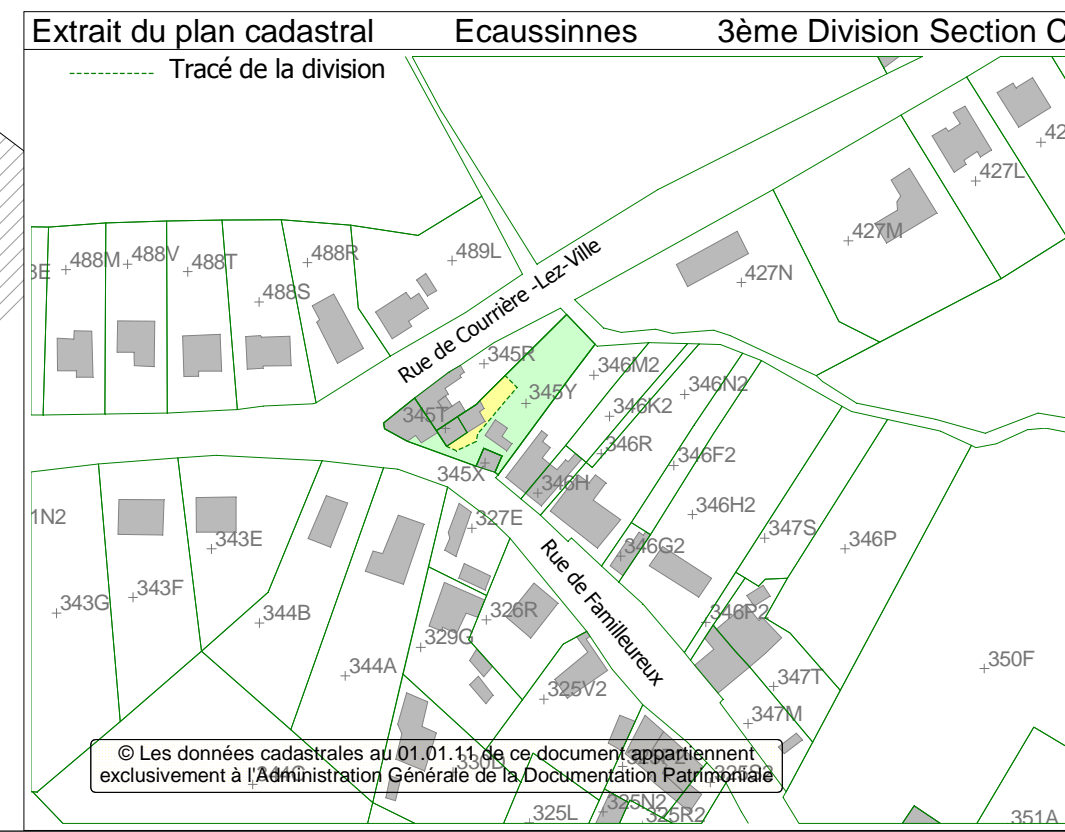 Extrait du plan cadastral Ecaussinnes 3ème Division Section C
Tracé de la division
Rue de Courrière -Lez-Ville
Rue de Familleureux
488M
488V
488T
488S
488R
489L
427N
427M
427L
345R
345Y
345T
345X
346M2
346K2
346N2
346R
346F2
346H
346H2
346G2
347S
346P
346P2
347T
347M
350F
351A
1N2
343E
343F
343G
344B
344A
327E
326R
329G
325V2
325L
325N2
325R2
© Les données cadastrales au 01.01.11 de ce document appartiennent
exclusivement à l'Administration Générale de la Documentation Patrimoniale